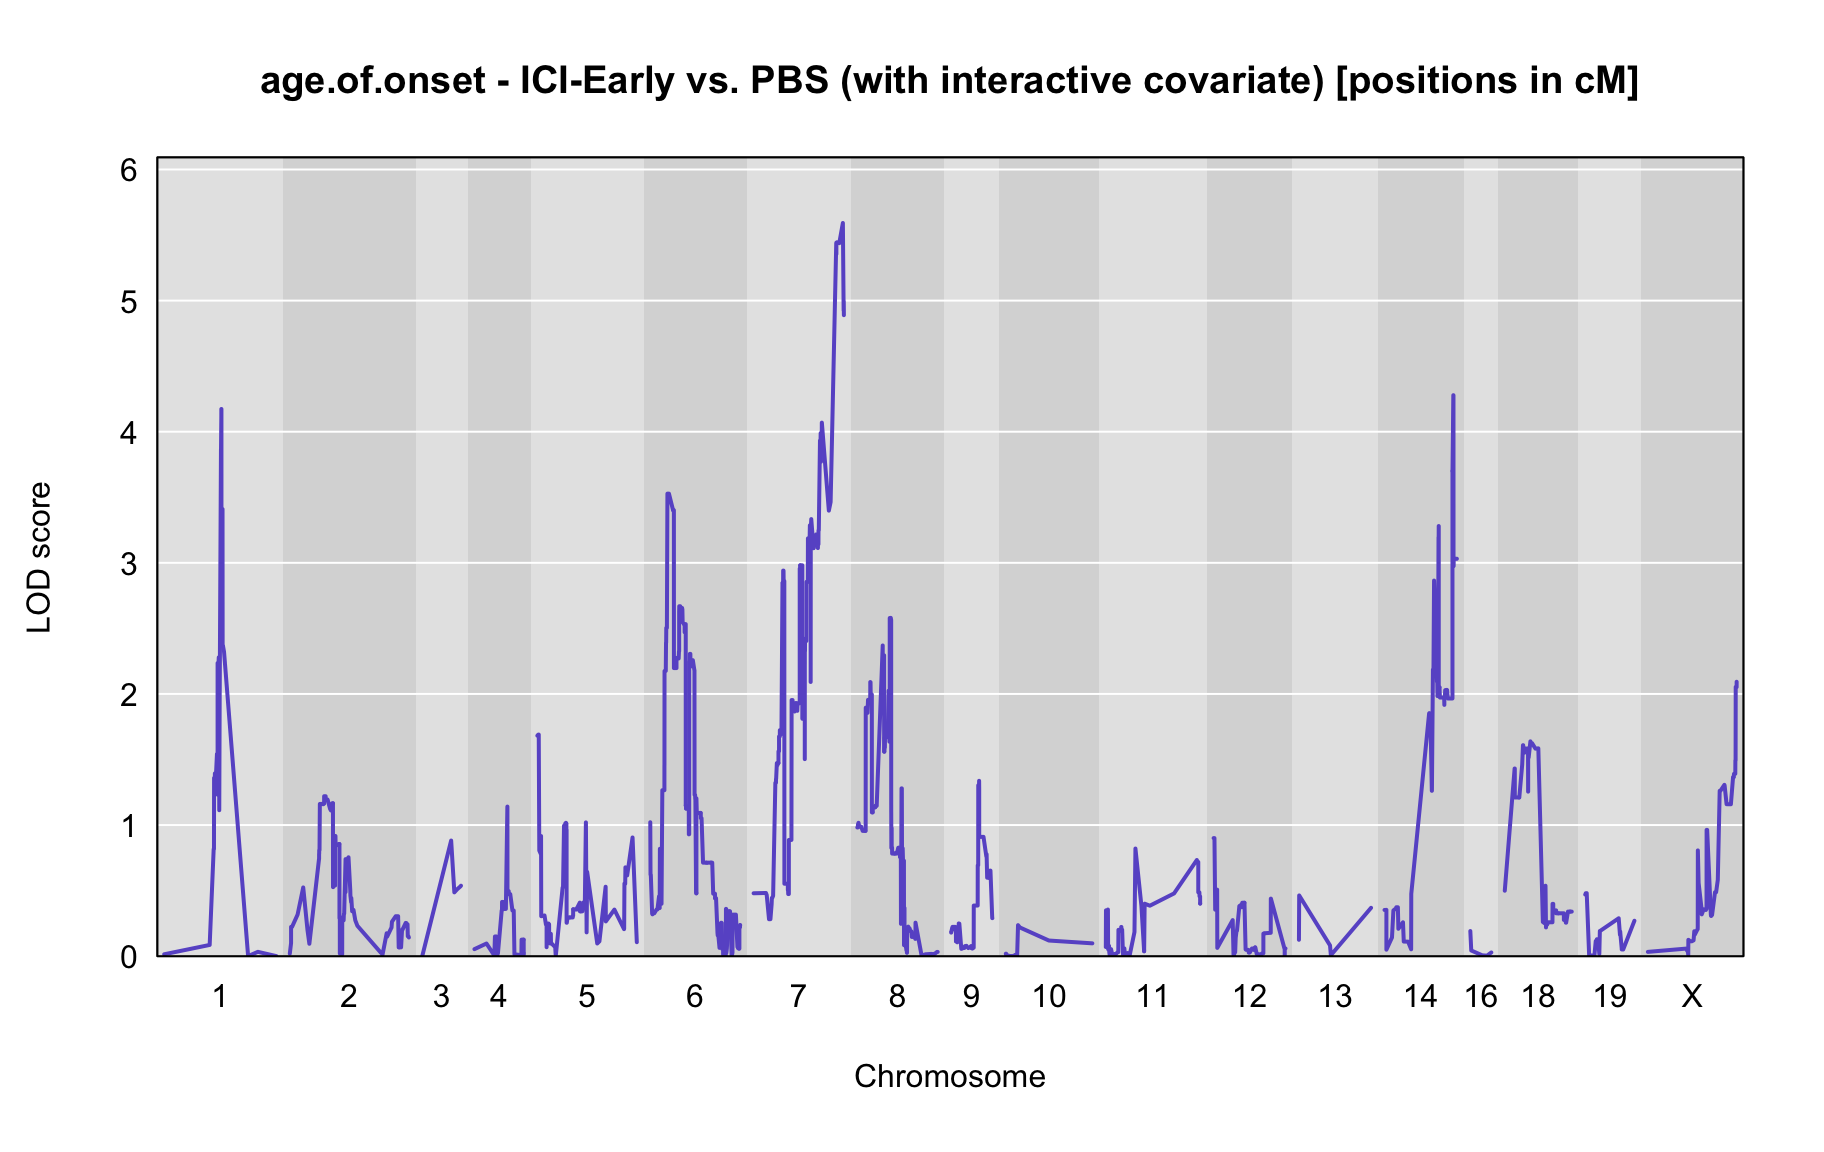 age.of.onset - ICI-Early vs. PBS (with interactive covariate) [positions in cM]
6
5
4
3
2
1
0
LOD score
1 2 3 4 5 6 7 8 9 10 11 12 13 14 16 18 19 X
Chromosome